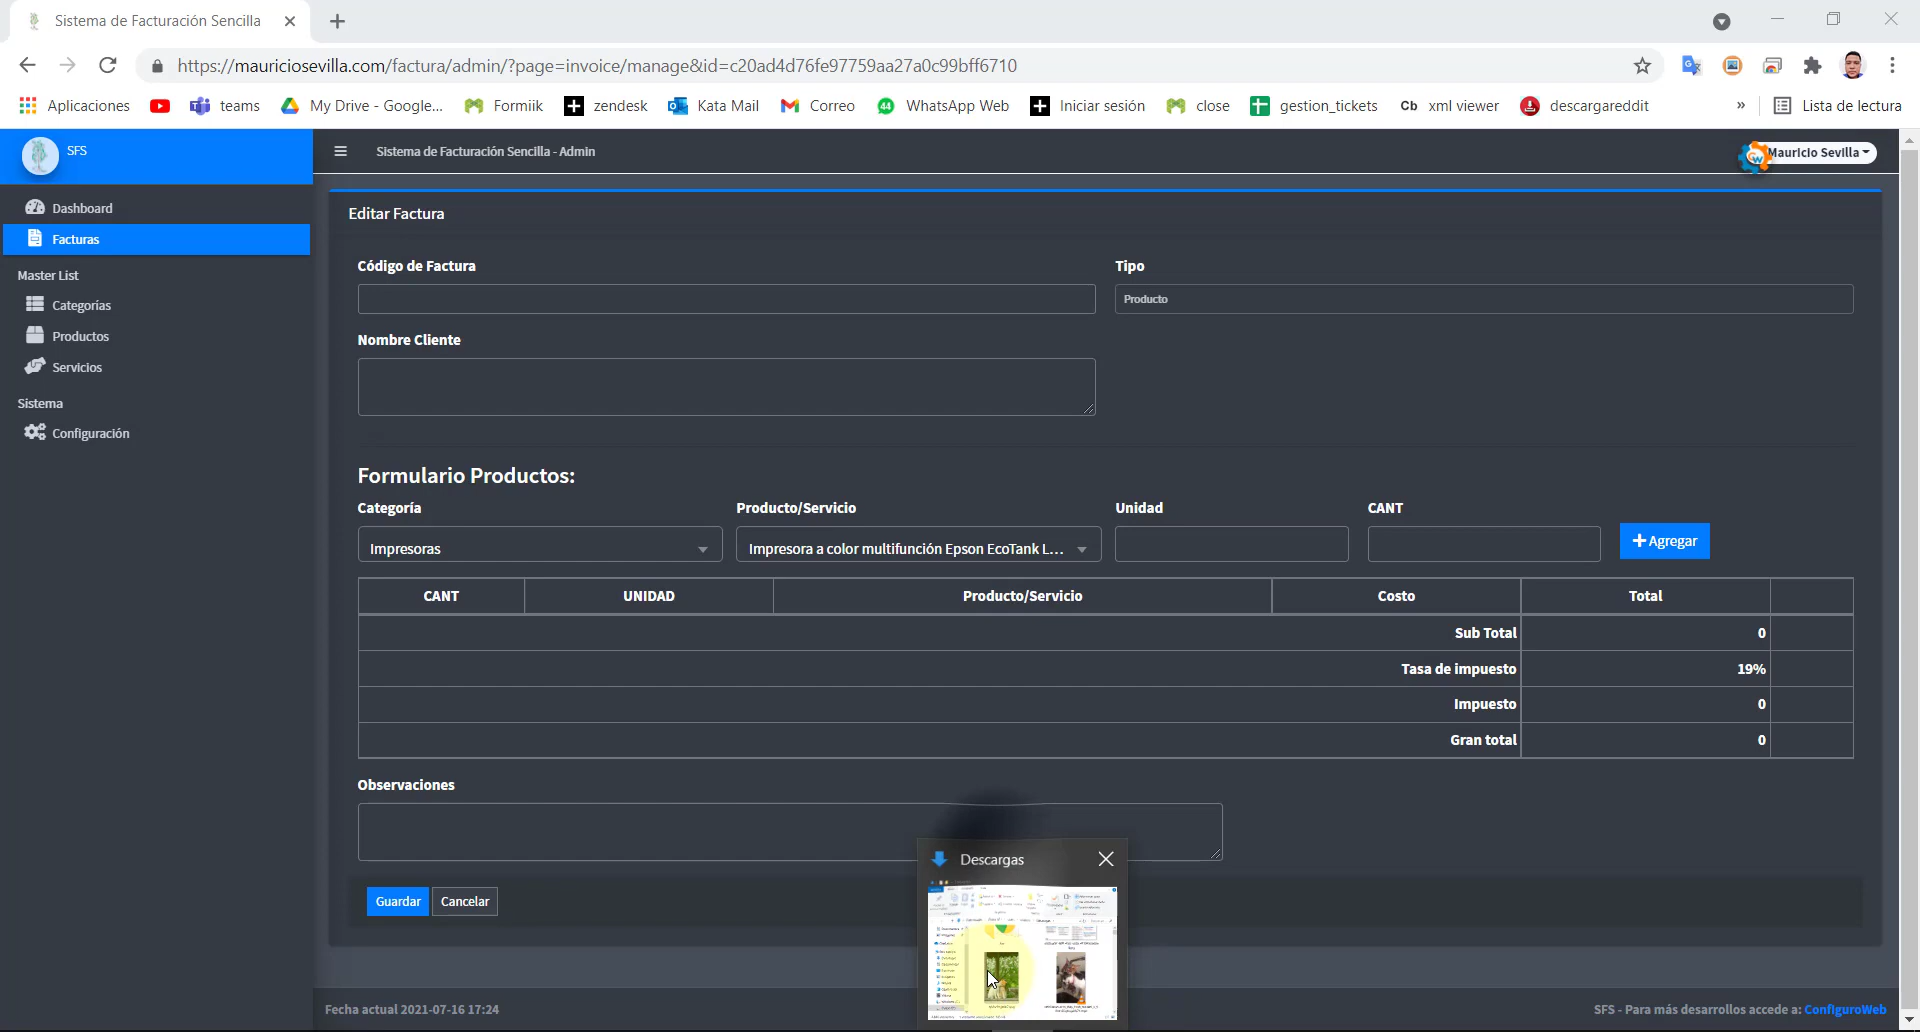 Sistema de Facturación Sencilla
https://mauriciosevilla.com/factura/admin/?page=invoice/manage&id=c20ad4d76fe97759aa27a0c99bff6710
Aplicaciones teams My Drive - Google... Formiik zendesk Kata Mail Correo 44 WhatsApp Web Iniciar sesión close gestion_tickets Cb xml viewer descargareddit » Lista de lectura
SFS
Sistema de Facturación Sencilla - Admin
Mauricio Sevilla
Dashboard
Facturas
Master List
Categorías
Productos
Servicios
Sistema
Configuración
Editar Factura
Código de Factura Tipo
Producto
Nombre Cliente
Formulario Productos:
Categoría Producto/Servicio Unidad CANT
Impresoras Impresora a color multifunción Epson EcoTank L... Agregar
CANT UNIDAD Producto/Servicio Costo Total
Sub Total 0
Tasa de impuesto 19%
Impuesto 0
Gran total 0
Observaciones
Descargas
Guardar Cancelar
Fecha actual 2021-07-16 17:24
SFS - Para más desarrollos accede a: ConfiguroWeb